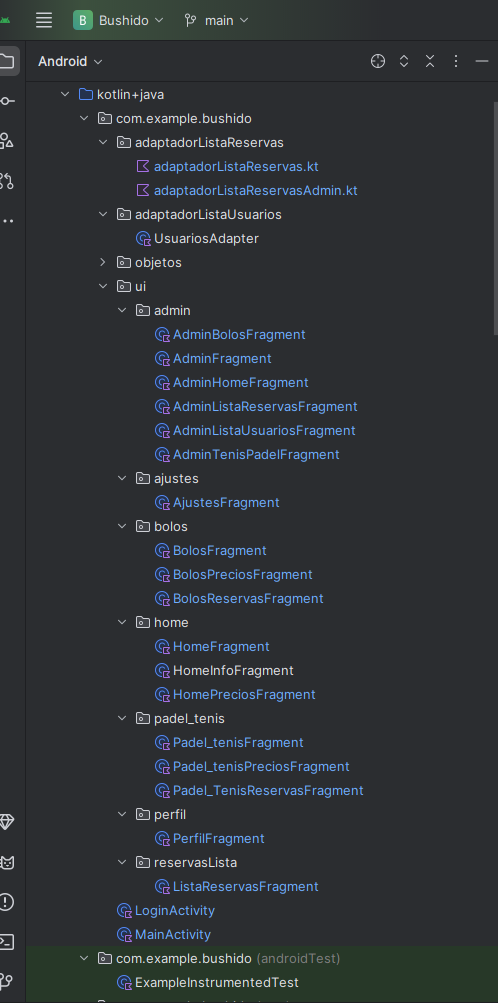 B Bushido main
Android
kotlin+java
com.example.bushido
adaptadorListaReservas
adaptadorListaReservas.kt
adaptadorListaReservasAdmin.kt
adaptadorListaUsuarios
UsuariosAdapter
objetos
ui
admin
AdminBolosFragment
AdminFragment
AdminHomeFragment
AdminListaReservasFragment
AdminListaUsuariosFragment
AdminTenisPadelFragment
ajustes
AjustesFragment
bolos
BolosFragment
BolosPreciosFragment
BolosReservasFragment
home
HomeFragment
HomeInfoFragment
HomePreciosFragment
padel_tenis
Padel_tenisFragment
Padel_tenisPreciosFragment
Padel_TenisReservasFragment
perfil
PerfilFragment
reservasLista
ListaReservasFragment
LoginActivity
MainActivity
com.example.bushido (androidTest)
ExampleInstrumentedTest